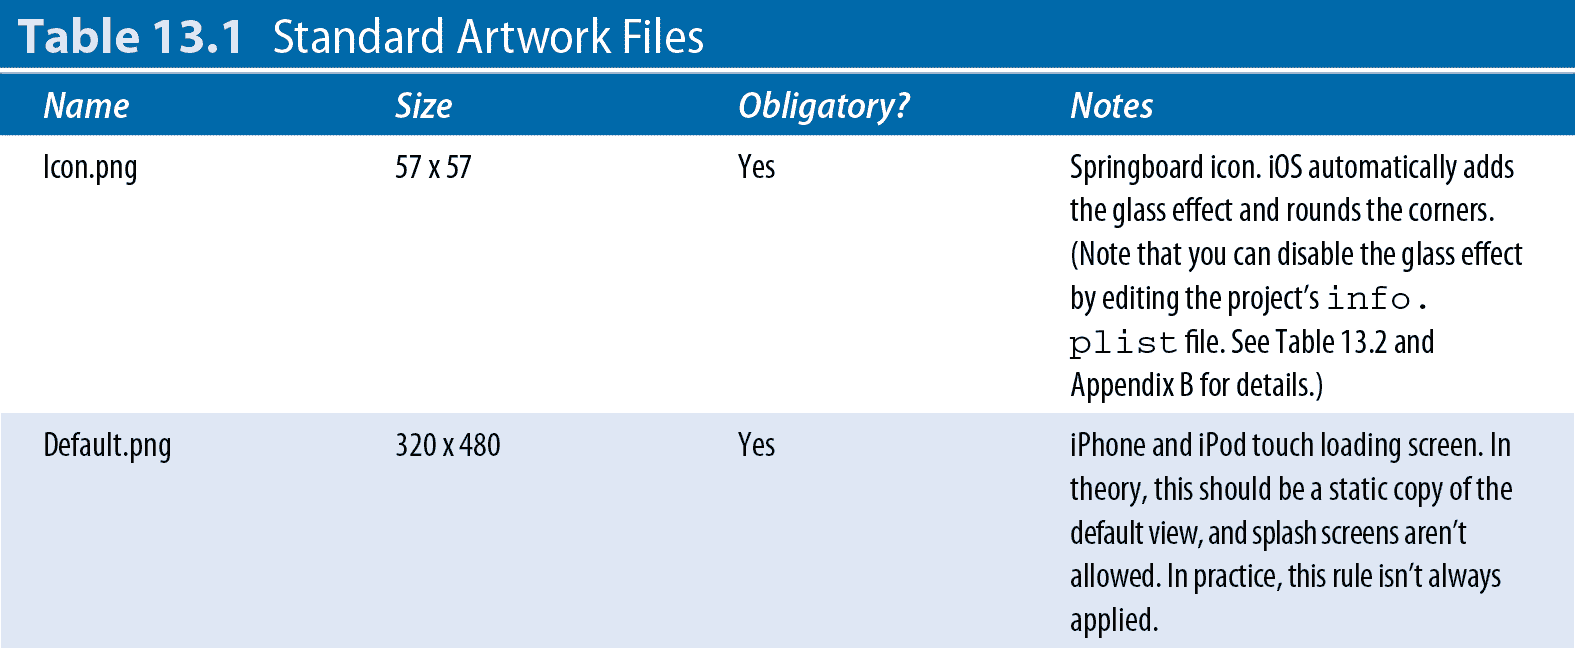 Table 13.1 Standard Artwork Files
Name Size Obligatory? Notes
Icon.png 57 x 57 Yes Springboard icon. iOS automatically adds
the glass effect and rounds the corners.
(Note that you can disable the glass effect
by editing the project’s info.
plist file. See Table 13.2 and
Appendix B for details.)
Default.png 320 x 480 Yes iPhone and iPod touch loading screen. In
theory, this should be a static copy of the
default view, and splash screens aren’t
allowed. In practice, this rule isn’t always
applied.